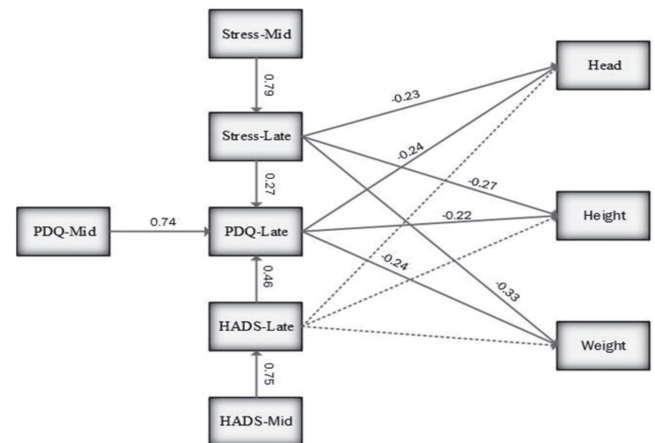 Stress-Mid
Head
0.79
-0.23
Stress-Late
-0.24
0.27
-0.27
PDQ-Mid
0.74
PDQ-Late
-0.22
Height
0.46
-0.24
-0.33
HADS-Late
Weight
0.75
HADS-Mid